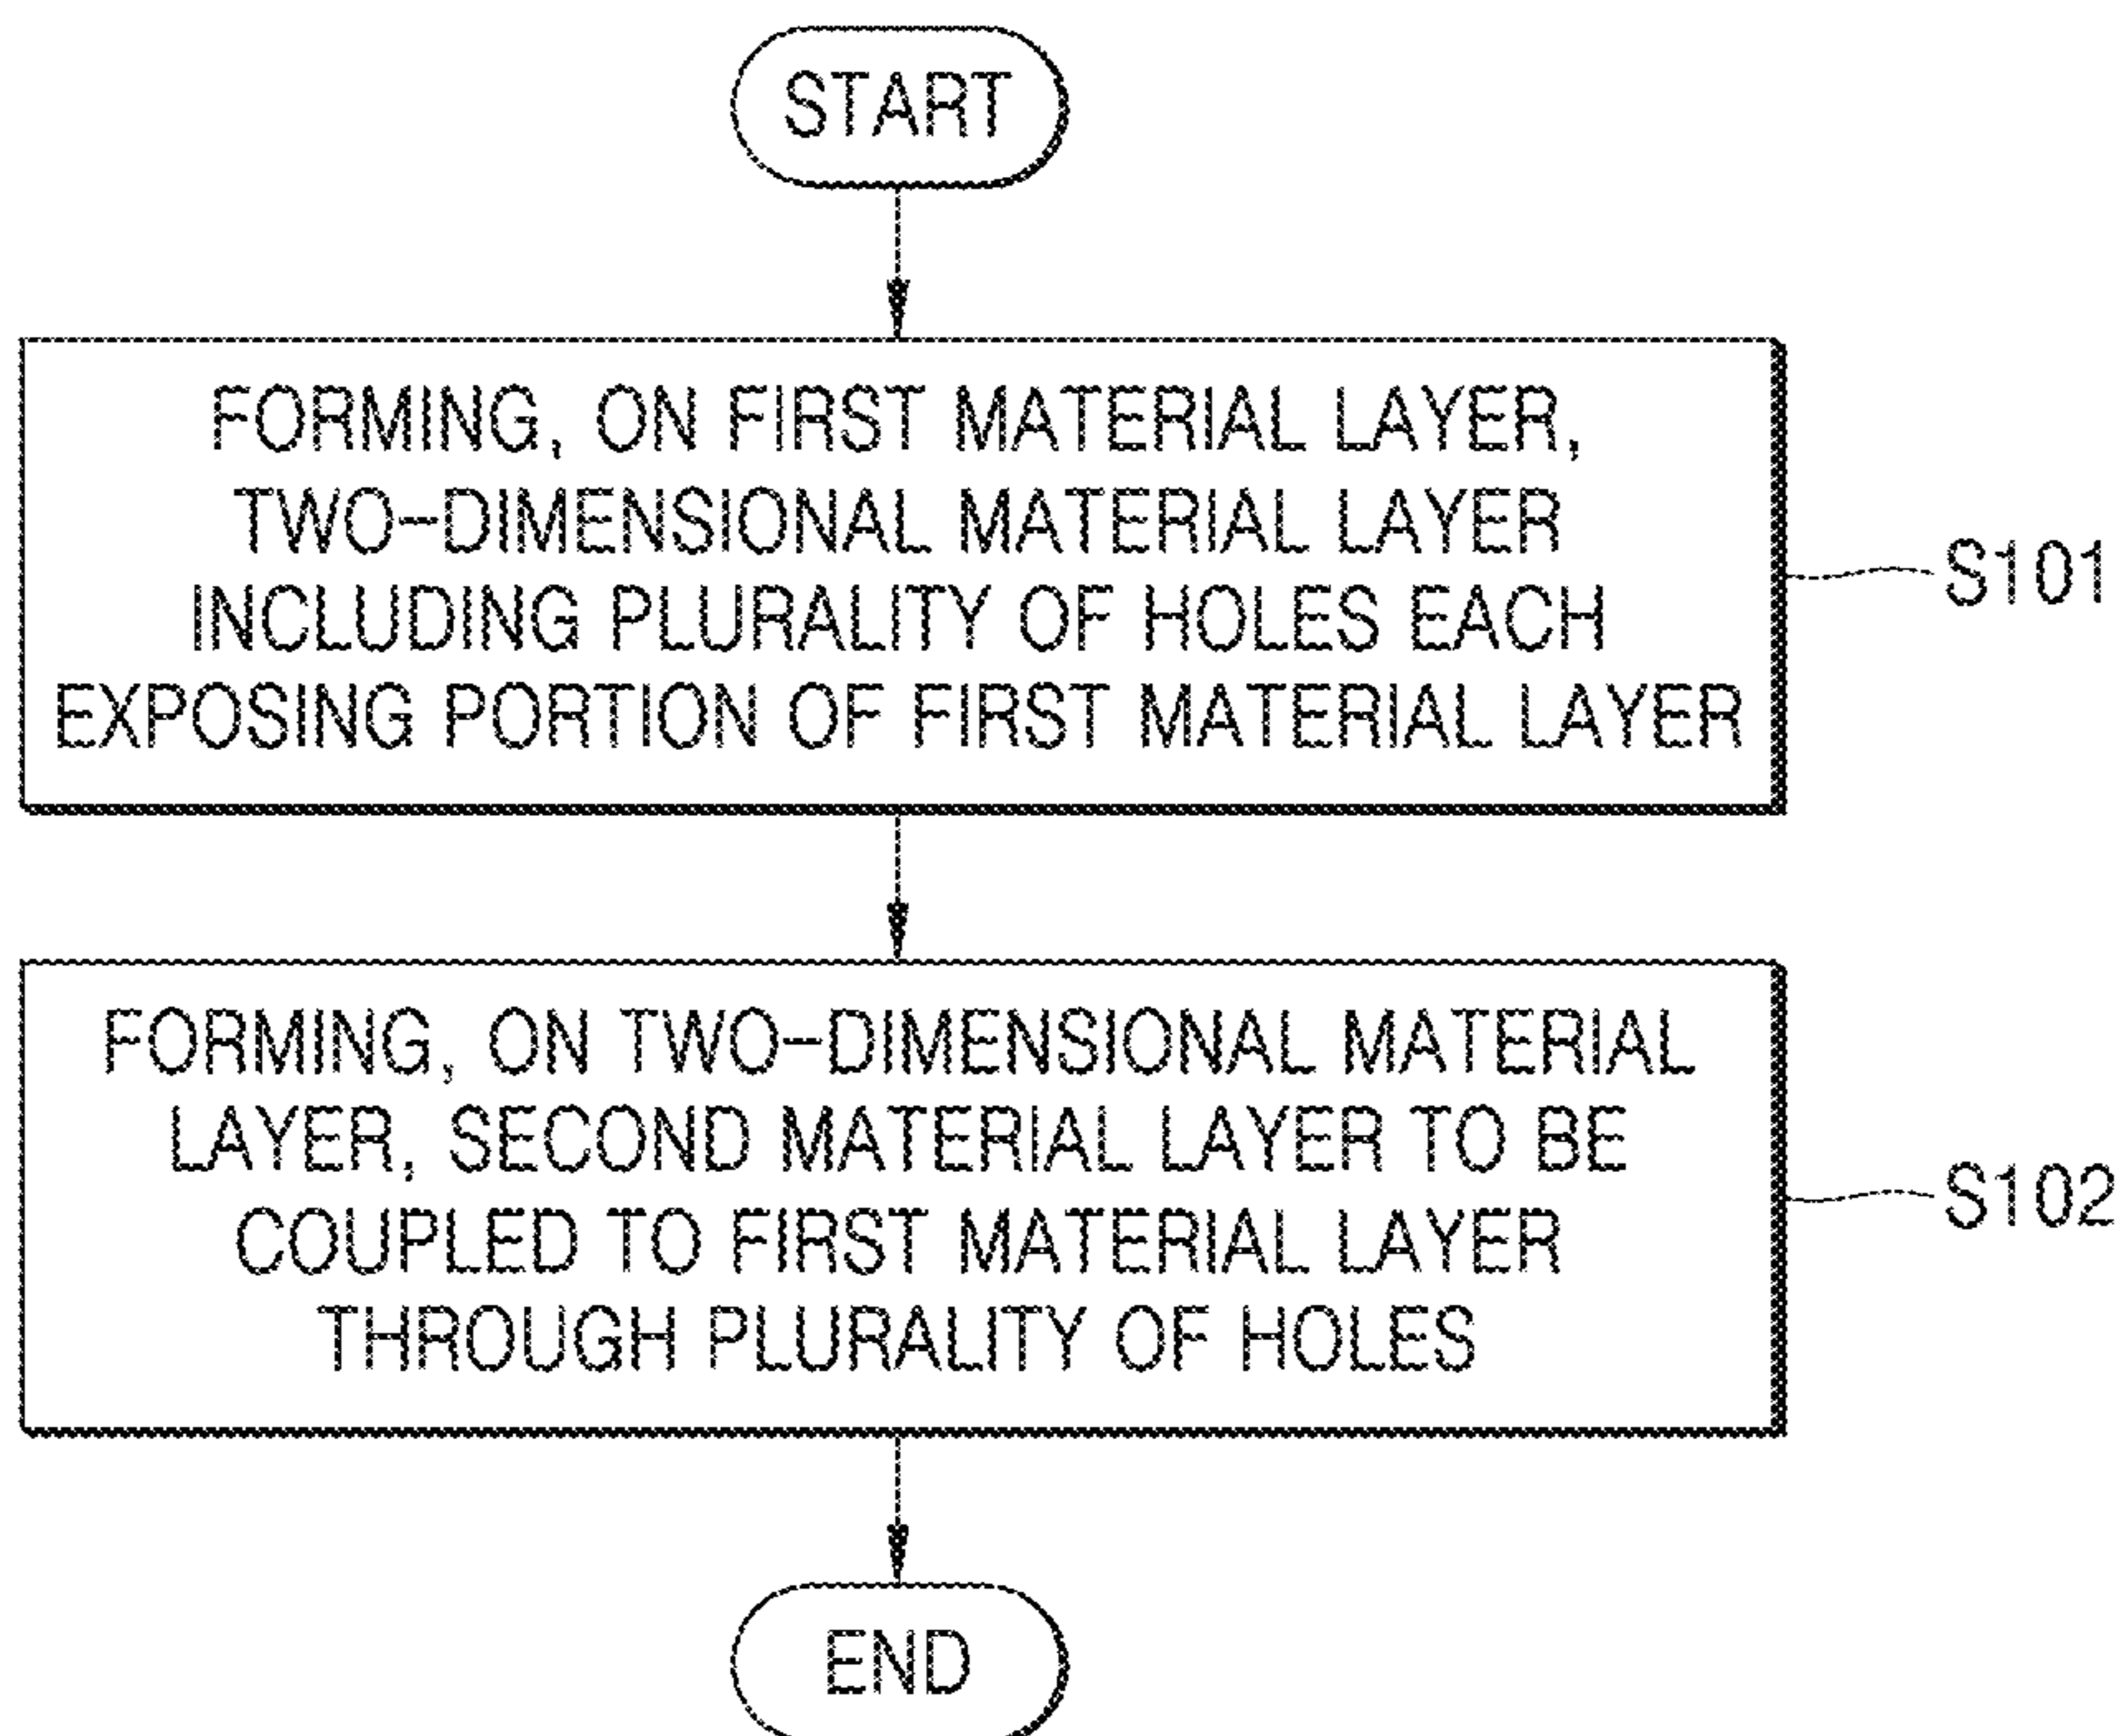 START
FORMING, ON FIRST MATERIAL LAYER,
TWO-DIMENSIONAL MATERIAL LAYER
INCLUDING PLURALITY OF HOLES EACH
EXPOSING PORTION OF FIRST MATERIAL LAYER
S101
FORMING, ON TWO-DIMENSIONAL MATERIAL
LAYER, SECOND MATERIAL LAYER TO BE
COUPLED TO FIRST MATERIAL LAYER
THROUGH PLURALITY OF HOLES
S102
END